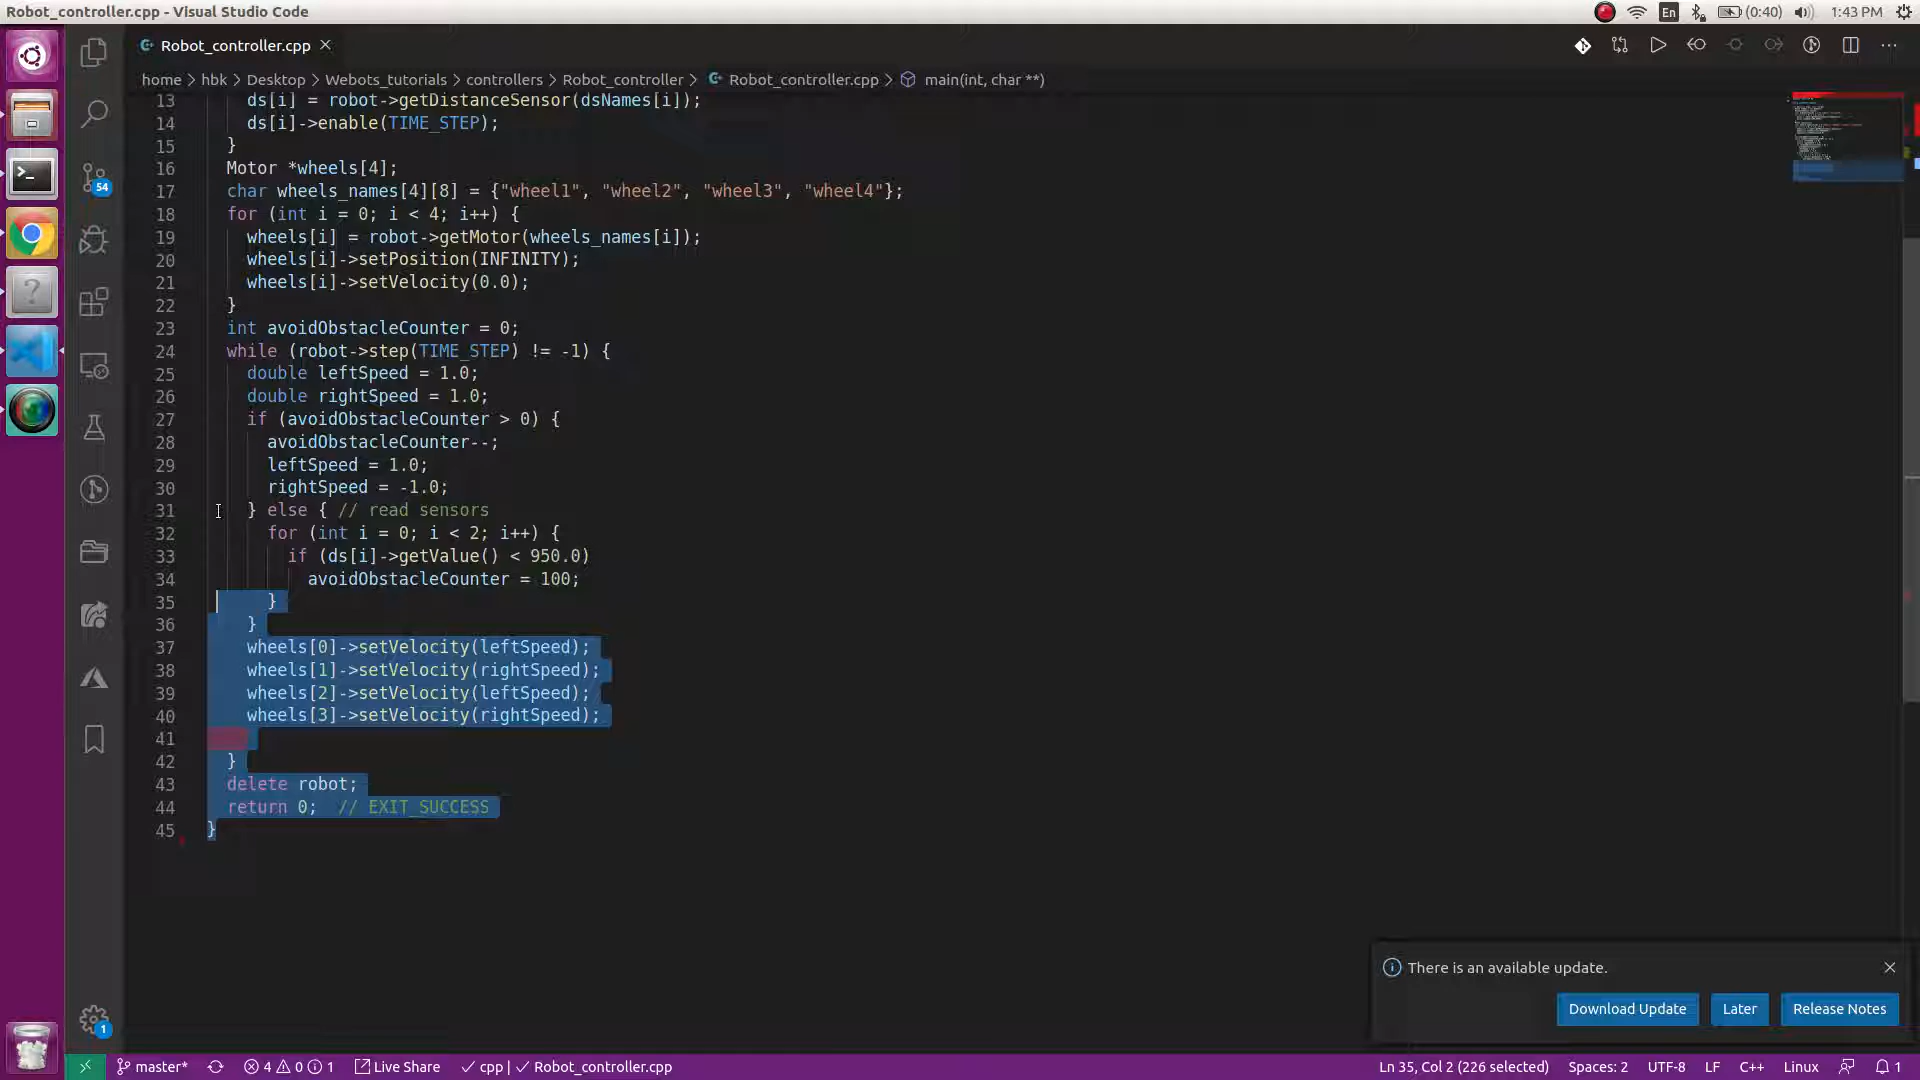 Robot_controller.cpp - Visual Studio Code
En (0:40) 1:43 PM
Robot_controller.cpp
home > hbk > Desktop > Webots_tutorials > controllers > Robot_controller > Robot_controller.cpp > main(int, char **)
13 ds[i] = robot->getDistanceSensor(dsNames[i]);
14 ds[i]->enable(TIME_STEP);
15 }
16 Motor *wheels[4];
17 char wheels_names[4][8] = {"wheel1", "wheel2", "wheel3", "wheel4"};
18 for (int i = 0; i < 4; i++) {
19 wheels[i] = robot->getMotor(wheels_names[i]);
20 wheels[i]->setPosition(INFINITY);
21 wheels[i]->setVelocity(0.0);
22 }
23 int avoidObstacleCounter = 0;
24 while (robot->step(TIME_STEP) != -1) {
25 double leftSpeed = 1.0;
26 double rightSpeed = 1.0;
27 if (avoidObstacleCounter > 0) {
28 avoidObstacleCounter--;
29 leftSpeed = 1.0;
30 rightSpeed = -1.0;
31 } else { // read sensors
32 for (int i = 0; i < 2; i++) {
33 if (ds[i]->getValue() < 950.0)
34 avoidObstacleCounter = 100;
35 }
36 }
37 wheels[0]->setVelocity(leftSpeed);
38 wheels[1]->setVelocity(rightSpeed);
39 wheels[2]->setVelocity(leftSpeed);
40 wheels[3]->setVelocity(rightSpeed);
41
42 }
43 delete robot;
44 return 0; // EXIT_SUCCESS
45 }
54
1
There is an available update.
Download Update Later Release Notes
master* 4 0 1 Live Share cpp | Robot_controller.cpp Ln 35, Col 2 (226 selected) Spaces: 2 UTF-8 LF C++ Linux 1